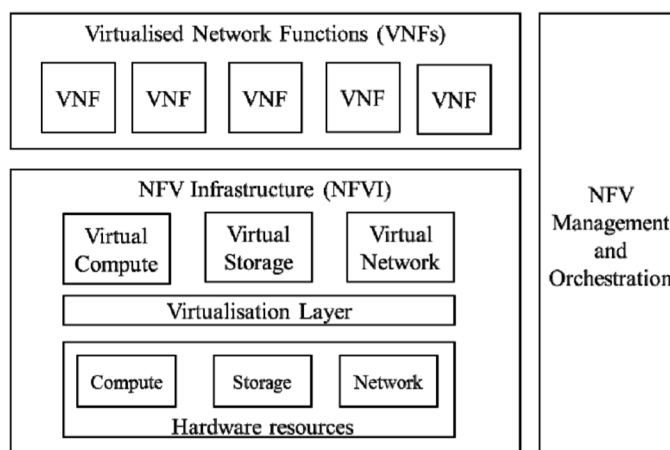 Virtualised Network Functions (VNFs)
VNF VNF VNF VNF VNF
NFV Infrastructure (NFVI)
Virtual Compute
Virtual Storage
Virtual Network
Virtualisation Layer
Compute Storage Network
Hardware resources
NFV
Management
and
Orchestration